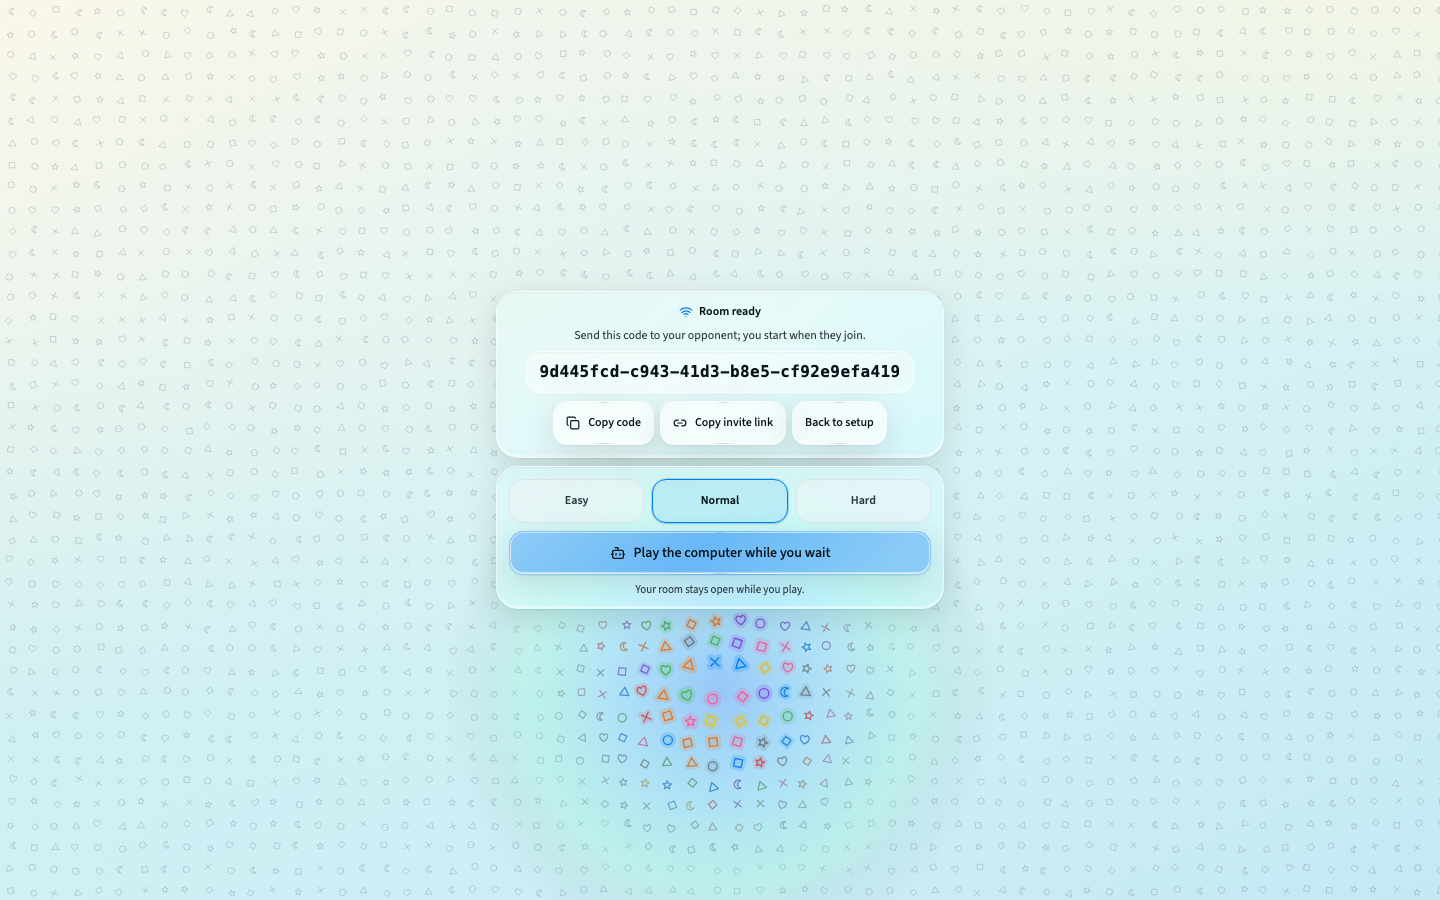 Room ready
Send this code to your opponent; you start when they join.
9d445fcd-c943-41d3-b8e5-cf92e9efa419
Copy code
Copy invite link
Back to setup
Easy
Normal
Hard
Play the computer while you wait
Your room stays open while you play.